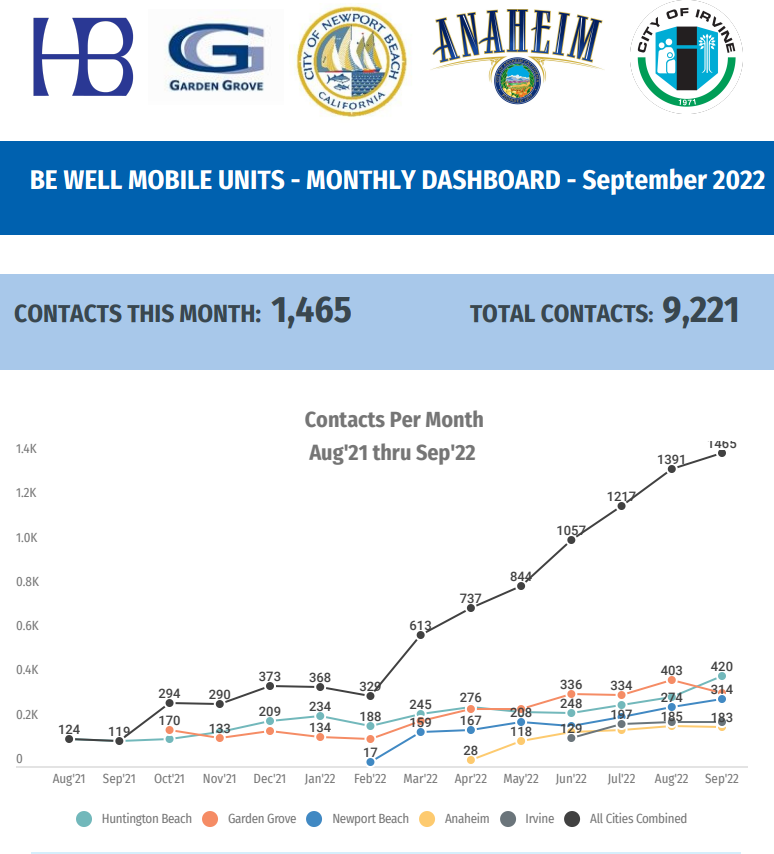 HB
G
GARDEN GROVE
CITY OF NEWPORT BEACH
CALIFORNIA
ANAHEIM
CITY OF IRVINE
1971
BE WELL MOBILE UNITS - MONTHLY DASHBOARD - September 2022
CONTACTS THIS MONTH: 1,465
TOTAL CONTACTS: 9,221
Contacts Per Month
Aug'21 thru Sep'22
1.4K
1.2K
1.0K
0.8K
0.6K
0.4K
0.2K
0
124
119
294
290
373
368
329
613
737
844
1057
1217
1391
1465
170
133
209
234
134
188
17
245
159
276
167
28
208
118
336
248
129
334
197
403
274
185
420
314
183
Aug'21 Sep'21 Oct'21 Nov'21 Dec'21 Jan'22 Feb'22 Mar'22 Apr'22 May'22 Jun'22 Jul'22 Aug'22 Sep'22
Huntington Beach Garden Grove Newport Beach Anaheim Irvine All Cities Combined